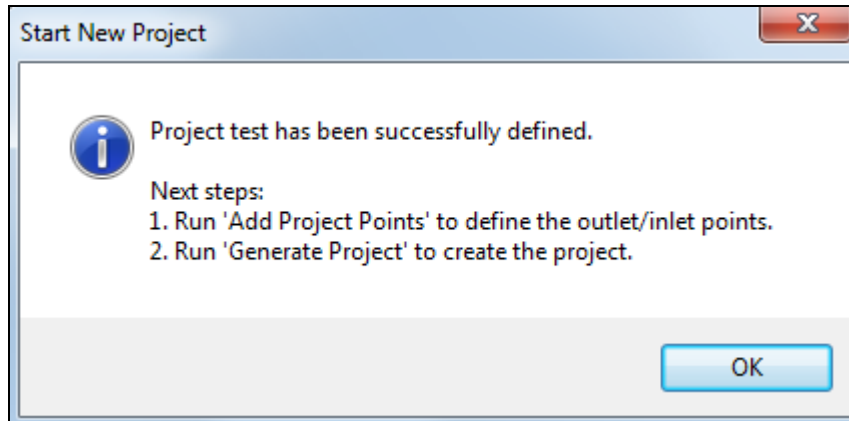 Start New Project
Project test has been successfully defined.
Next steps:
1. Run 'Add Project Points' to define the outlet/inlet points.
2. Run 'Generate Project' to create the project.
OK